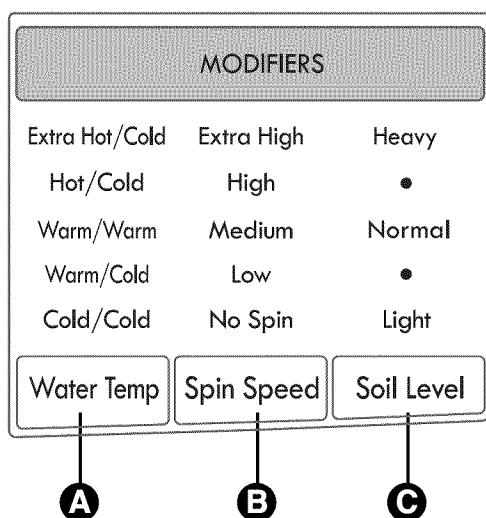 MODIFIERS
Extra Hot/Cold Extra High Heavy
Hot/Cold High •
Warm/Warm Medium Normal
Warm/Cold Low •
Cold/Cold No Spin Light
Water Temp Spin Speed Soil Level
A B C